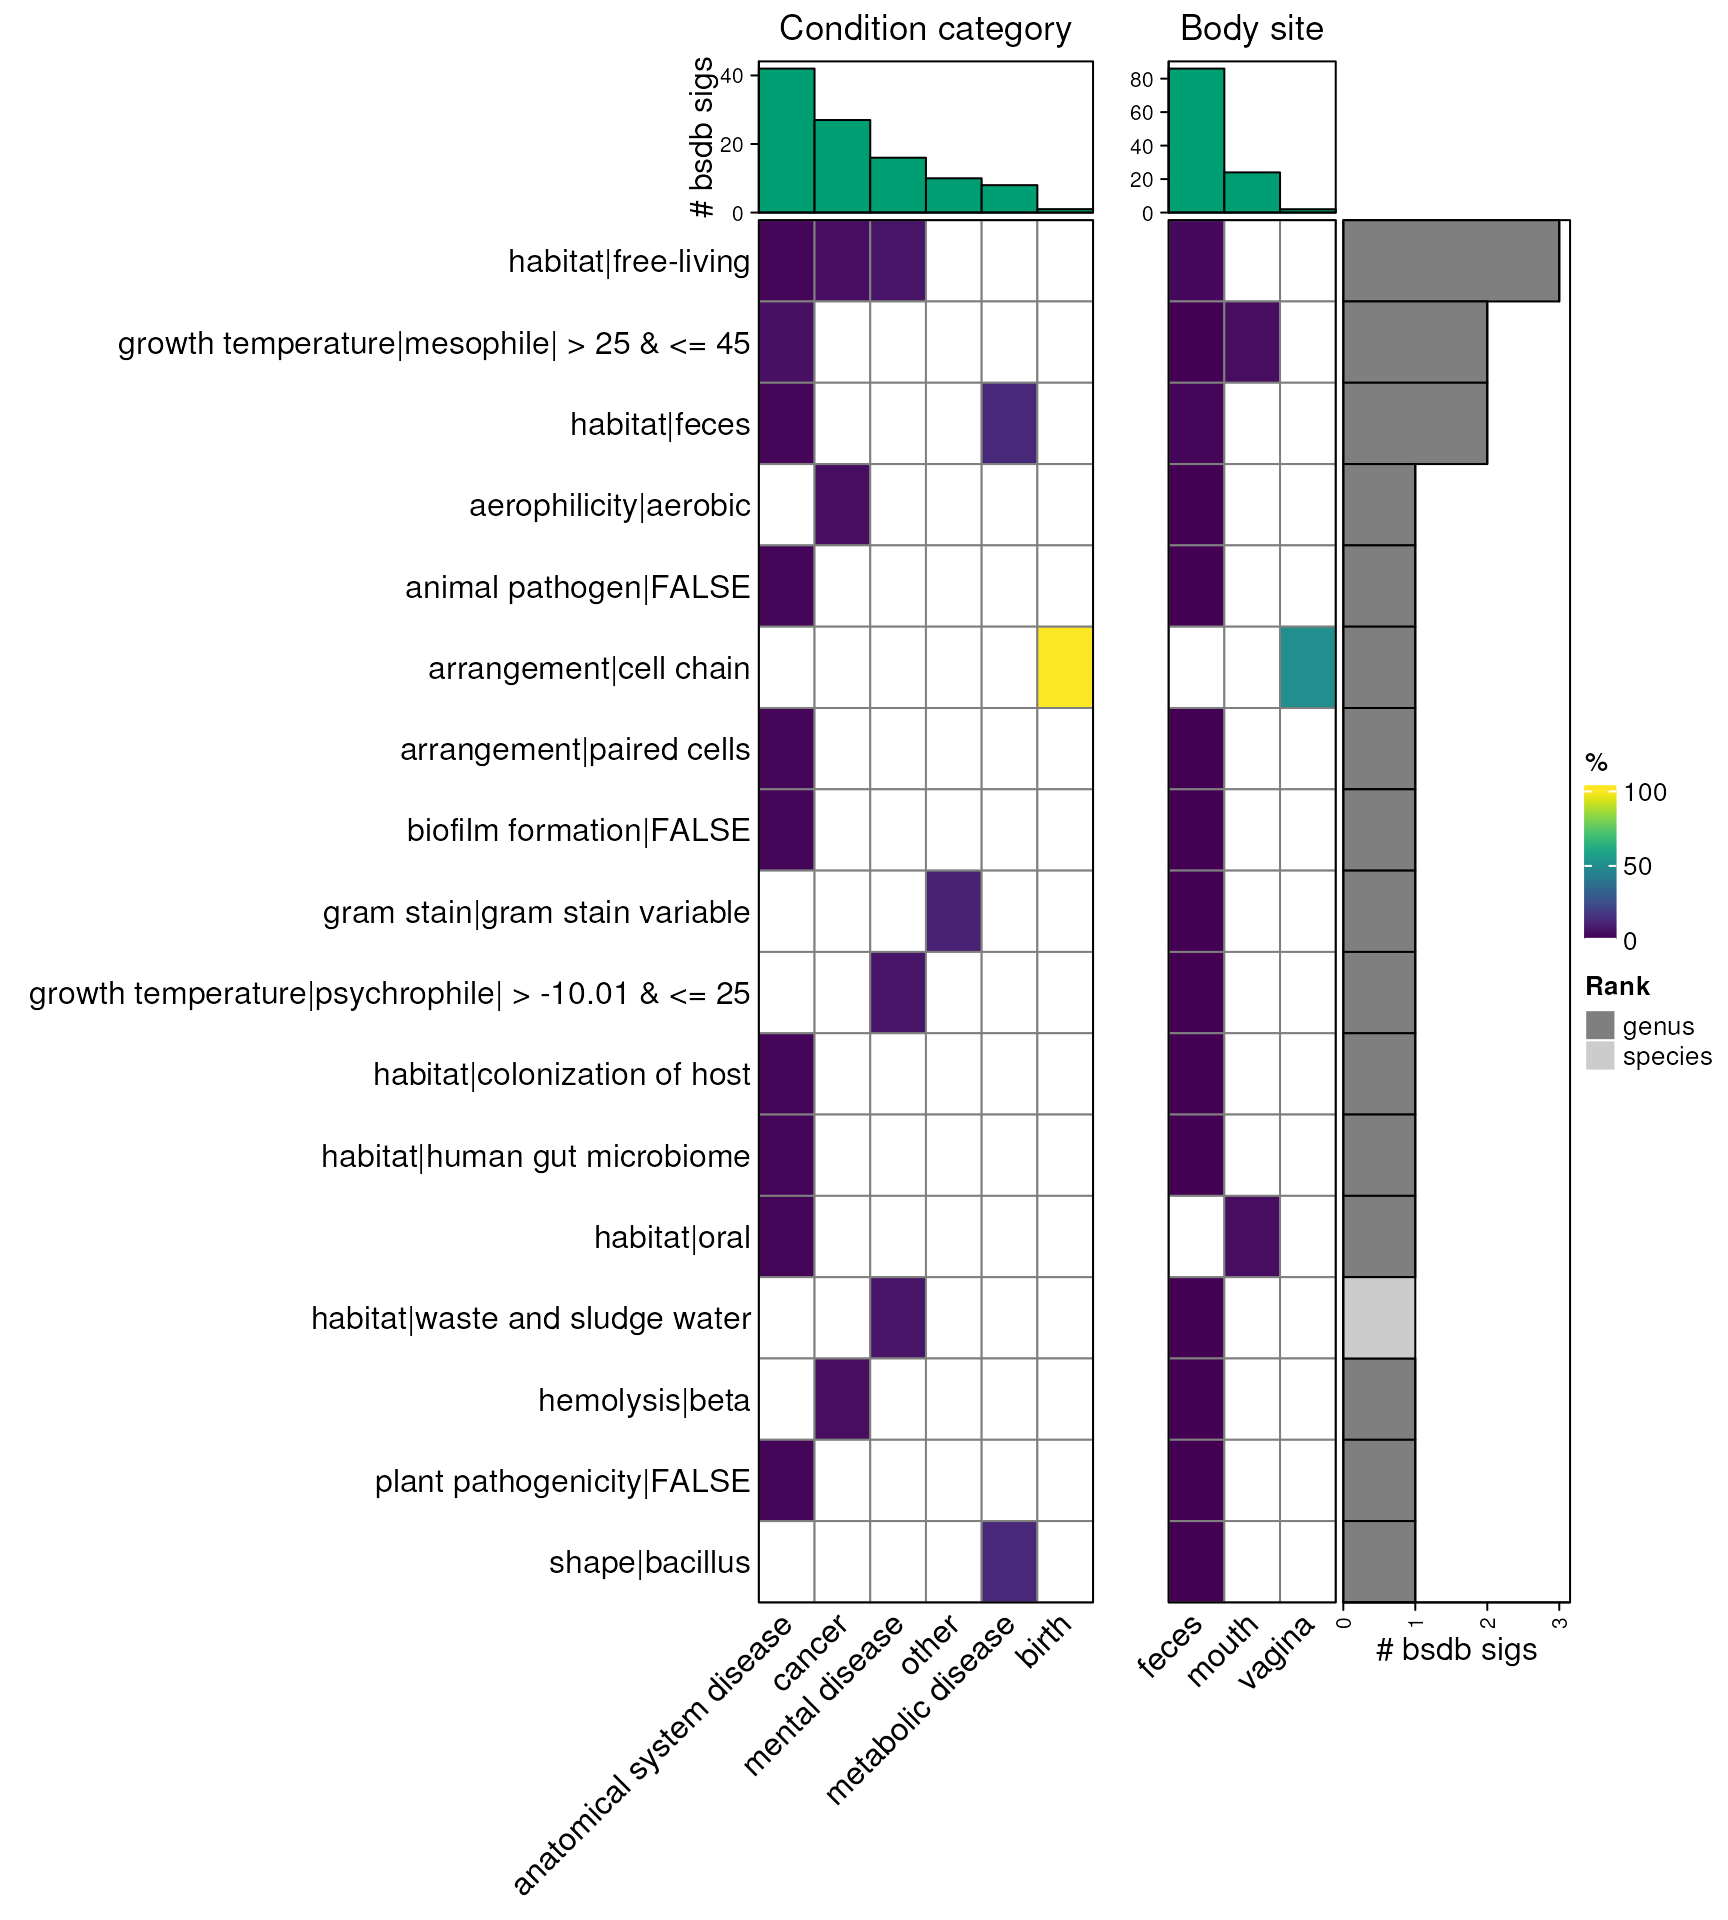 Condition category
Body site
# bsdb sigs
40
20
0
80
60
40
20
0
habitat|free-living
growth temperature|mesophile| > 25 & <= 45
habitat|feces
aerophilicity|aerobic
animal pathogen|FALSE
arrangement|cell chain
arrangement|paired cells
biofilm formation|FALSE
gram stain|gram stain variable
growth temperature|psychrophile| > -10.01 & <= 25
habitat|colonization of host
habitat|human gut microbiome
habitat|oral
habitat|waste and sludge water
hemolysis|beta
plant pathogenicity|FALSE
shape|bacillus
anatomical system disease
cancer
mental disease
other
metabolic disease
birth
feces
mouth
vagina
0
1
2
3
# bsdb sigs
%
100
50
0
Rank
genus
species